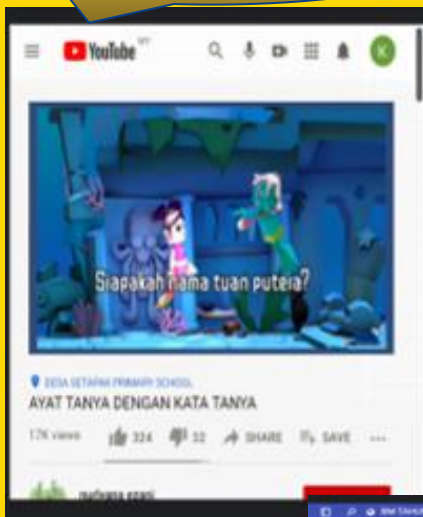 YouTube MY
K
Siapakah nama tuan putera?
DESA SETAPAK PRIMARY SCHOOL
AYAT TANYA DENGAN KATA TANYA
17K views 324 32 SHARE SAVE